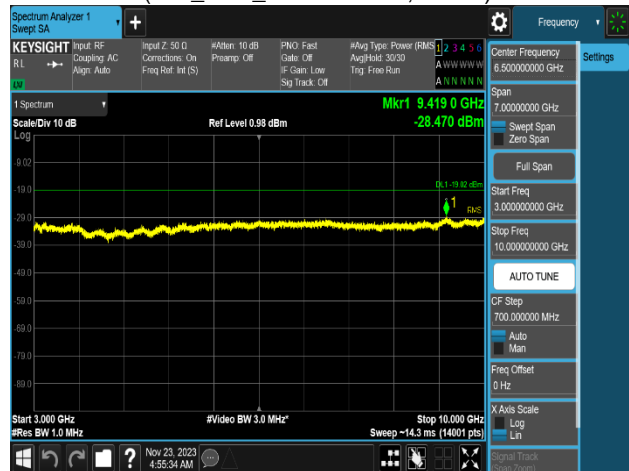 Spectrum Analyzer 1
Swept SA
Frequency
KEYSIGHT
Input: RF
Input Z: 50 Ω
#Atten: 10 dB
PNO: Fast
#Avg Type: Power (RMS
1 2 3 4 5 6
RL
Coupling: AC
Corrections: On
Preamp: Off
Gate: Off
Avg|Hold: 30/30
A W W W W W
Align: Auto
Freq Ref: Int (S)
IF Gain: Low
Trig: Free Run
Sig Track: Off
A N N N N N
LV
1 Spectrum
Mkr1 9.419 0 GHz
Scale/Div 10 dB
Ref Level 0.98 dBm
-28.470 dBm
Log
-9.02
-19.0
DL1 -19.02 dBm
1
RMS
-29.0
-39.0
-49.0
-59.0
-69.0
-79.0
-89.0
Start 3.000 GHz
#Video BW 3.0 MHz*
Stop 10.000 GHz
#Res BW 1.0 MHz
Sweep ~14.3 ms (14001 pts)
?
Nov 23, 2023
4:55:34 AM
Center Frequency
6.500000000 GHz
Settings
Span
7.00000000 GHz
Swept Span
Zero Span
Full Span
Start Freq
3.000000000 GHz
Stop Freq
10.000000000 GHz
AUTO TUNE
CF Step
700.000000 MHz
Auto
Man
Freq Offset
0 Hz
X Axis Scale
Log
Lin
Signal Track
(Span Zoom)